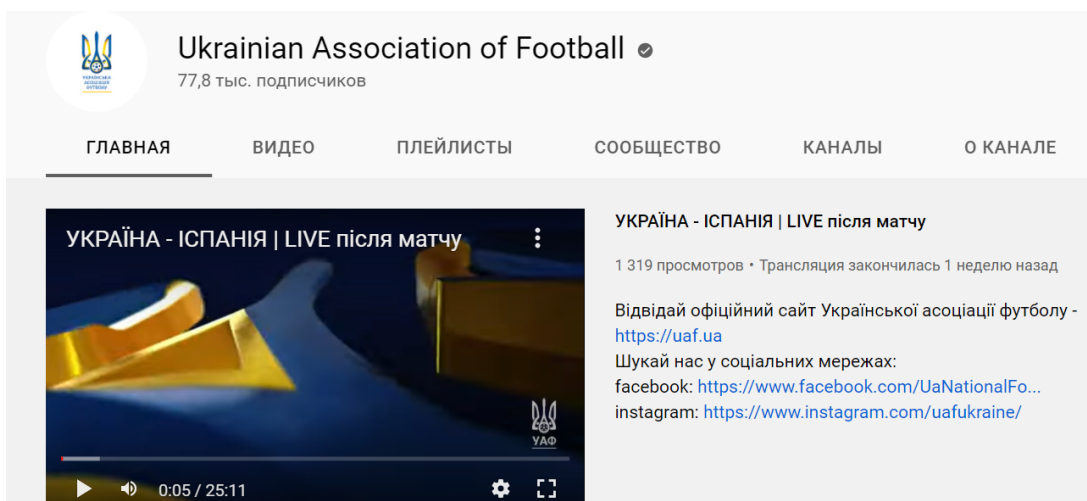 УКРАЇНСЬКА
АСОЦІАЦІЯ
ФУТБОЛУ
Ukrainian Association of Football
77,8 тыс. подписчиков
ГЛАВНАЯ ВИДЕО ПЛЕЙЛИСТЫ СООБЩЕСТВО КАНАЛЫ О КАНАЛЕ
УКРАЇНА - ІСПАНІЯ | LIVE після матчу
УАФ
0:05 / 25:11
УКРАЇНА - ІСПАНІЯ | LIVE після матчу
1 319 просмотров • Трансляция закончилась 1 неделю назад
Відвідай офіційний сайт Української асоціації футболу -
https://uaf.ua
Шукай нас у соціальних мережах:
facebook: https://www.facebook.com/UaNationalFo...
instagram: https://www.instagram.com/uafukraine/